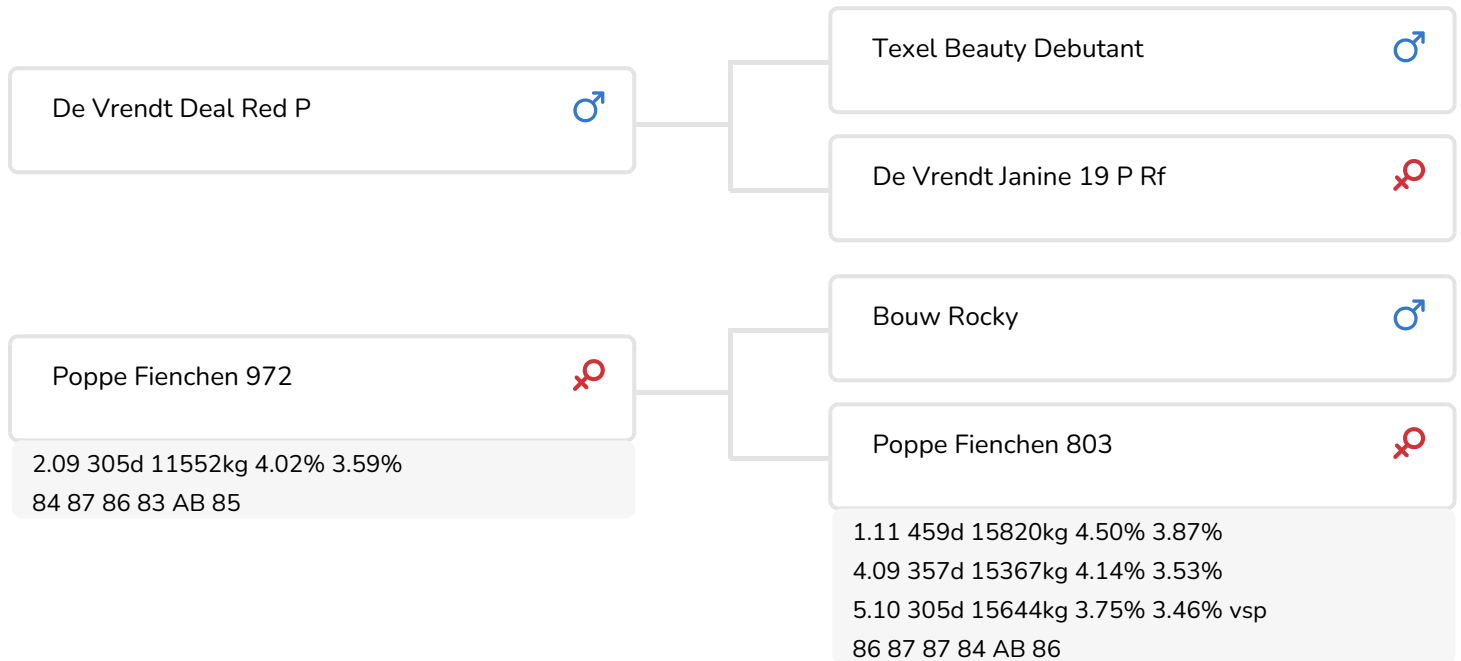 De Vrendt Deal Red P
Texel Beauty Debutant
De Vrendt Janine 19 P Rf
Poppe Fienchen 972
2.09 305d 11552kg 4.02% 3.59%
84 87 86 83 AB 85
Bouw Rocky
Poppe Fienchen 803
1.11 459d 15820kg 4.50% 3.87%
4.09 357d 15367kg 4.14% 3.53%
5.10 305d 15644kg 3.75% 3.46% vsp
86 87 87 84 AB 86